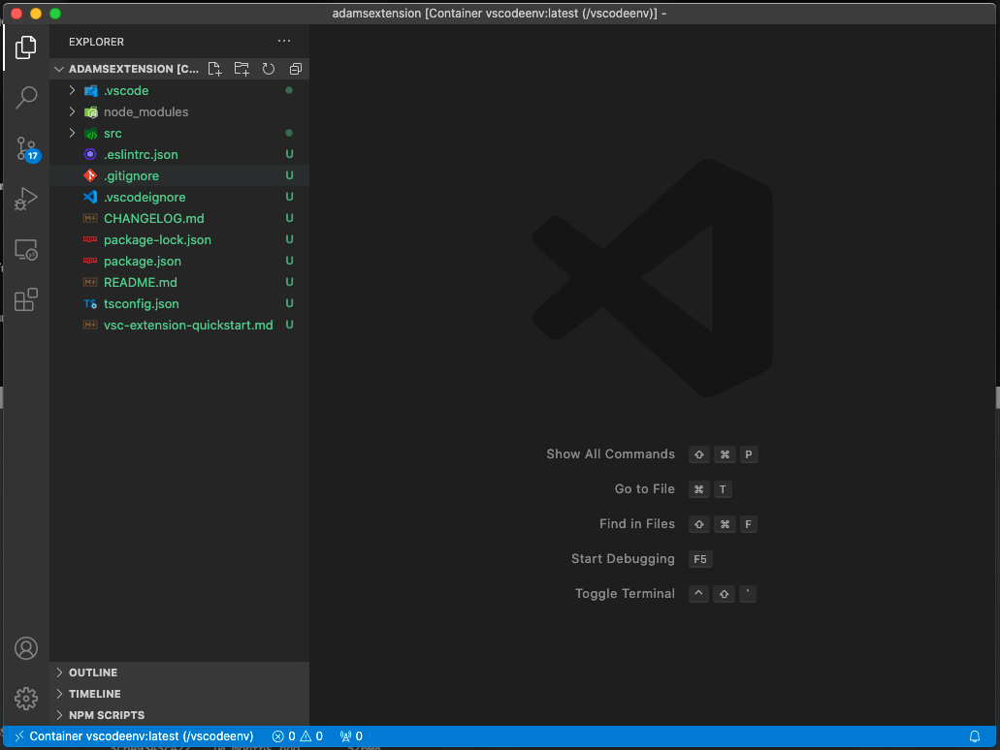 adamsextension [Container vscodeenv:latest (/vscodeenv)] -
EXPLORER
ADAMSEXTENSION [C...
.vscode
node_modules
src
.eslintrc.json U
.gitignore U
.vscodeignore U
CHANGELOG.md U
package-lock.json U
package.json U
README.md U
tsconfig.json U
vsc-extension-quickstart.md U
17
Show All Commands ⇧ ⌘ P
Go to File ⌘ T
Find in Files ⇧ ⌘ F
Start Debugging F5
Toggle Terminal ^ ⇧ `
OUTLINE
TIMELINE
NPM SCRIPTS
Container vscodeenv:latest (/vscodeenv) 0 0 0